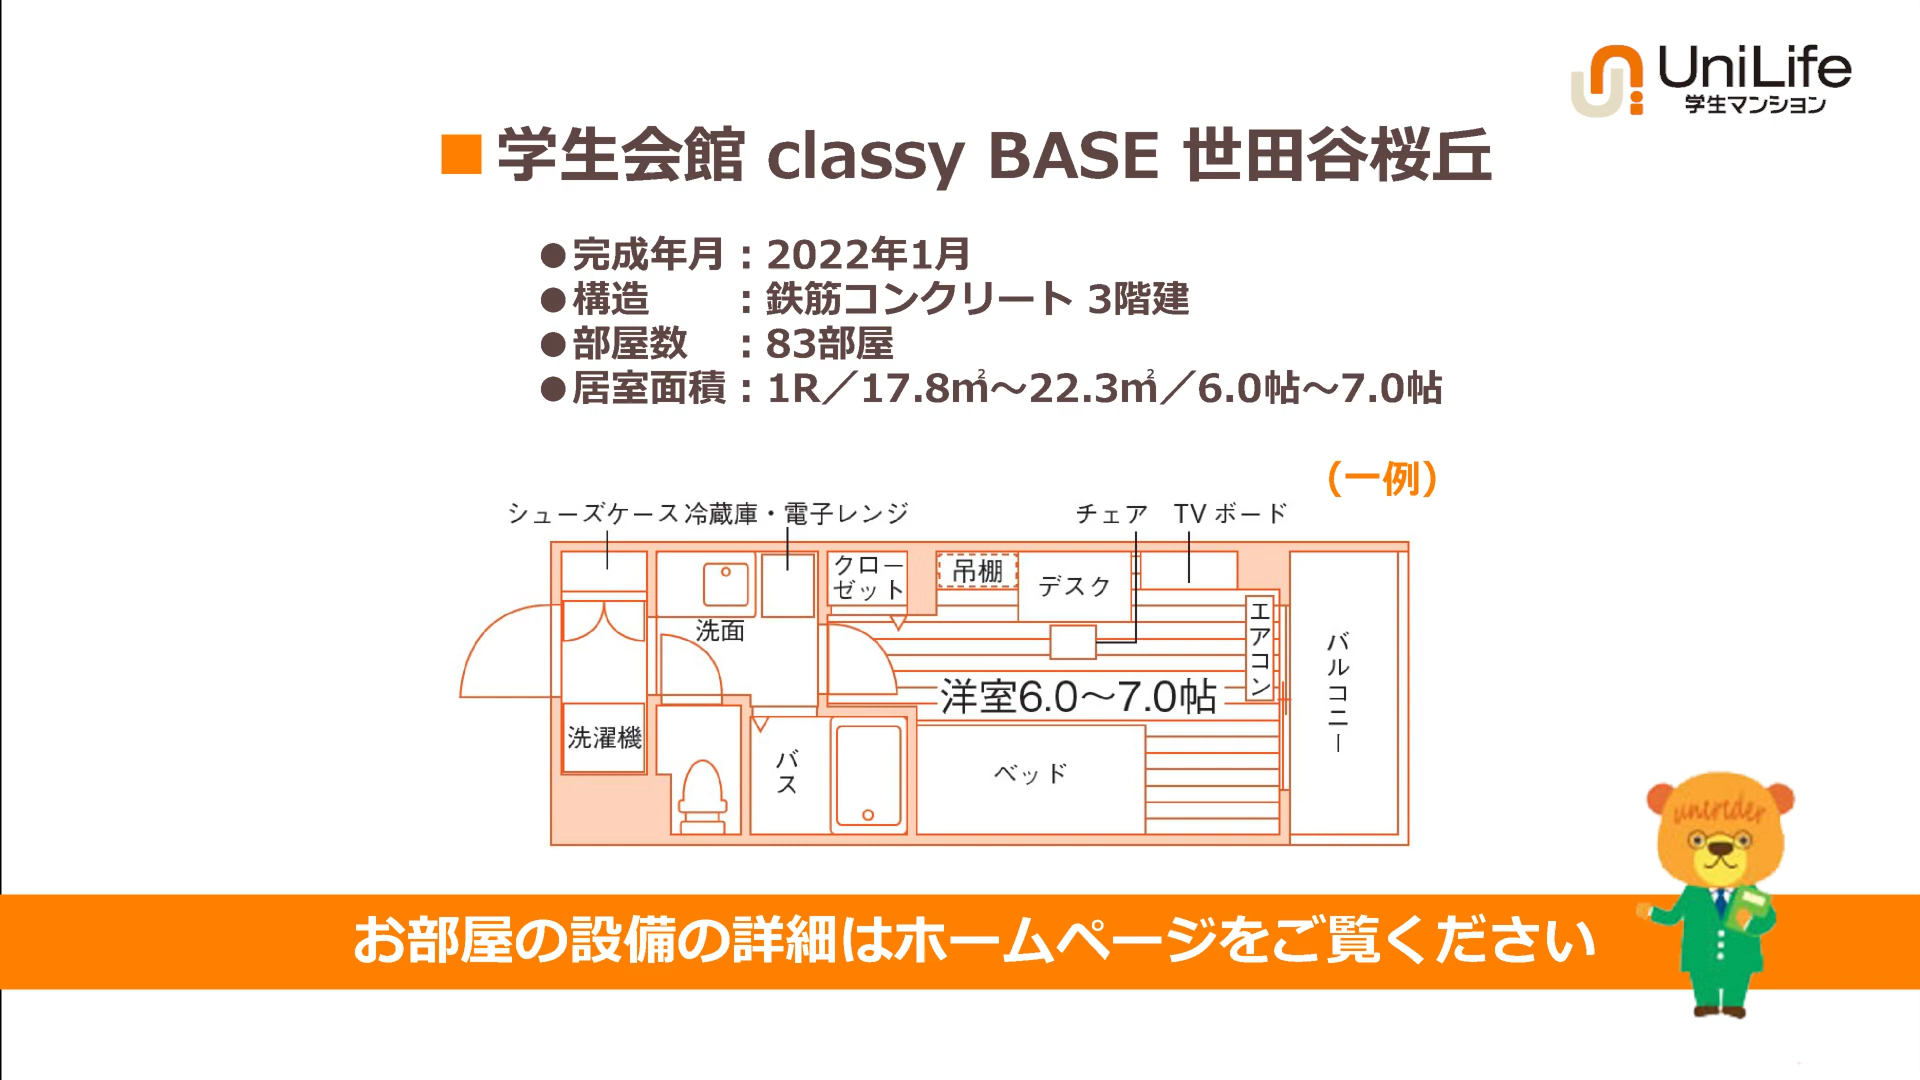 UniLife
学生マンション
■学生会館 classy BASE 世田谷桜丘
●完成年月：2022年1月
●構造　　：鉄筋コンクリート 3階建
●部屋数　：83部屋
●居室面積：1R／17.8㎡～22.3㎡／6.0帖～7.0帖
（一例）
シューズケース 冷蔵庫・電子レンジ チェア TVボード
クロー
ゼット
吊棚
デスク
洗面
エアコン
バルコニー
洋室6.0～7.0帖
洗濯機
バス
ベッド
unirider
お部屋の設備の詳細はホームページをご覧ください